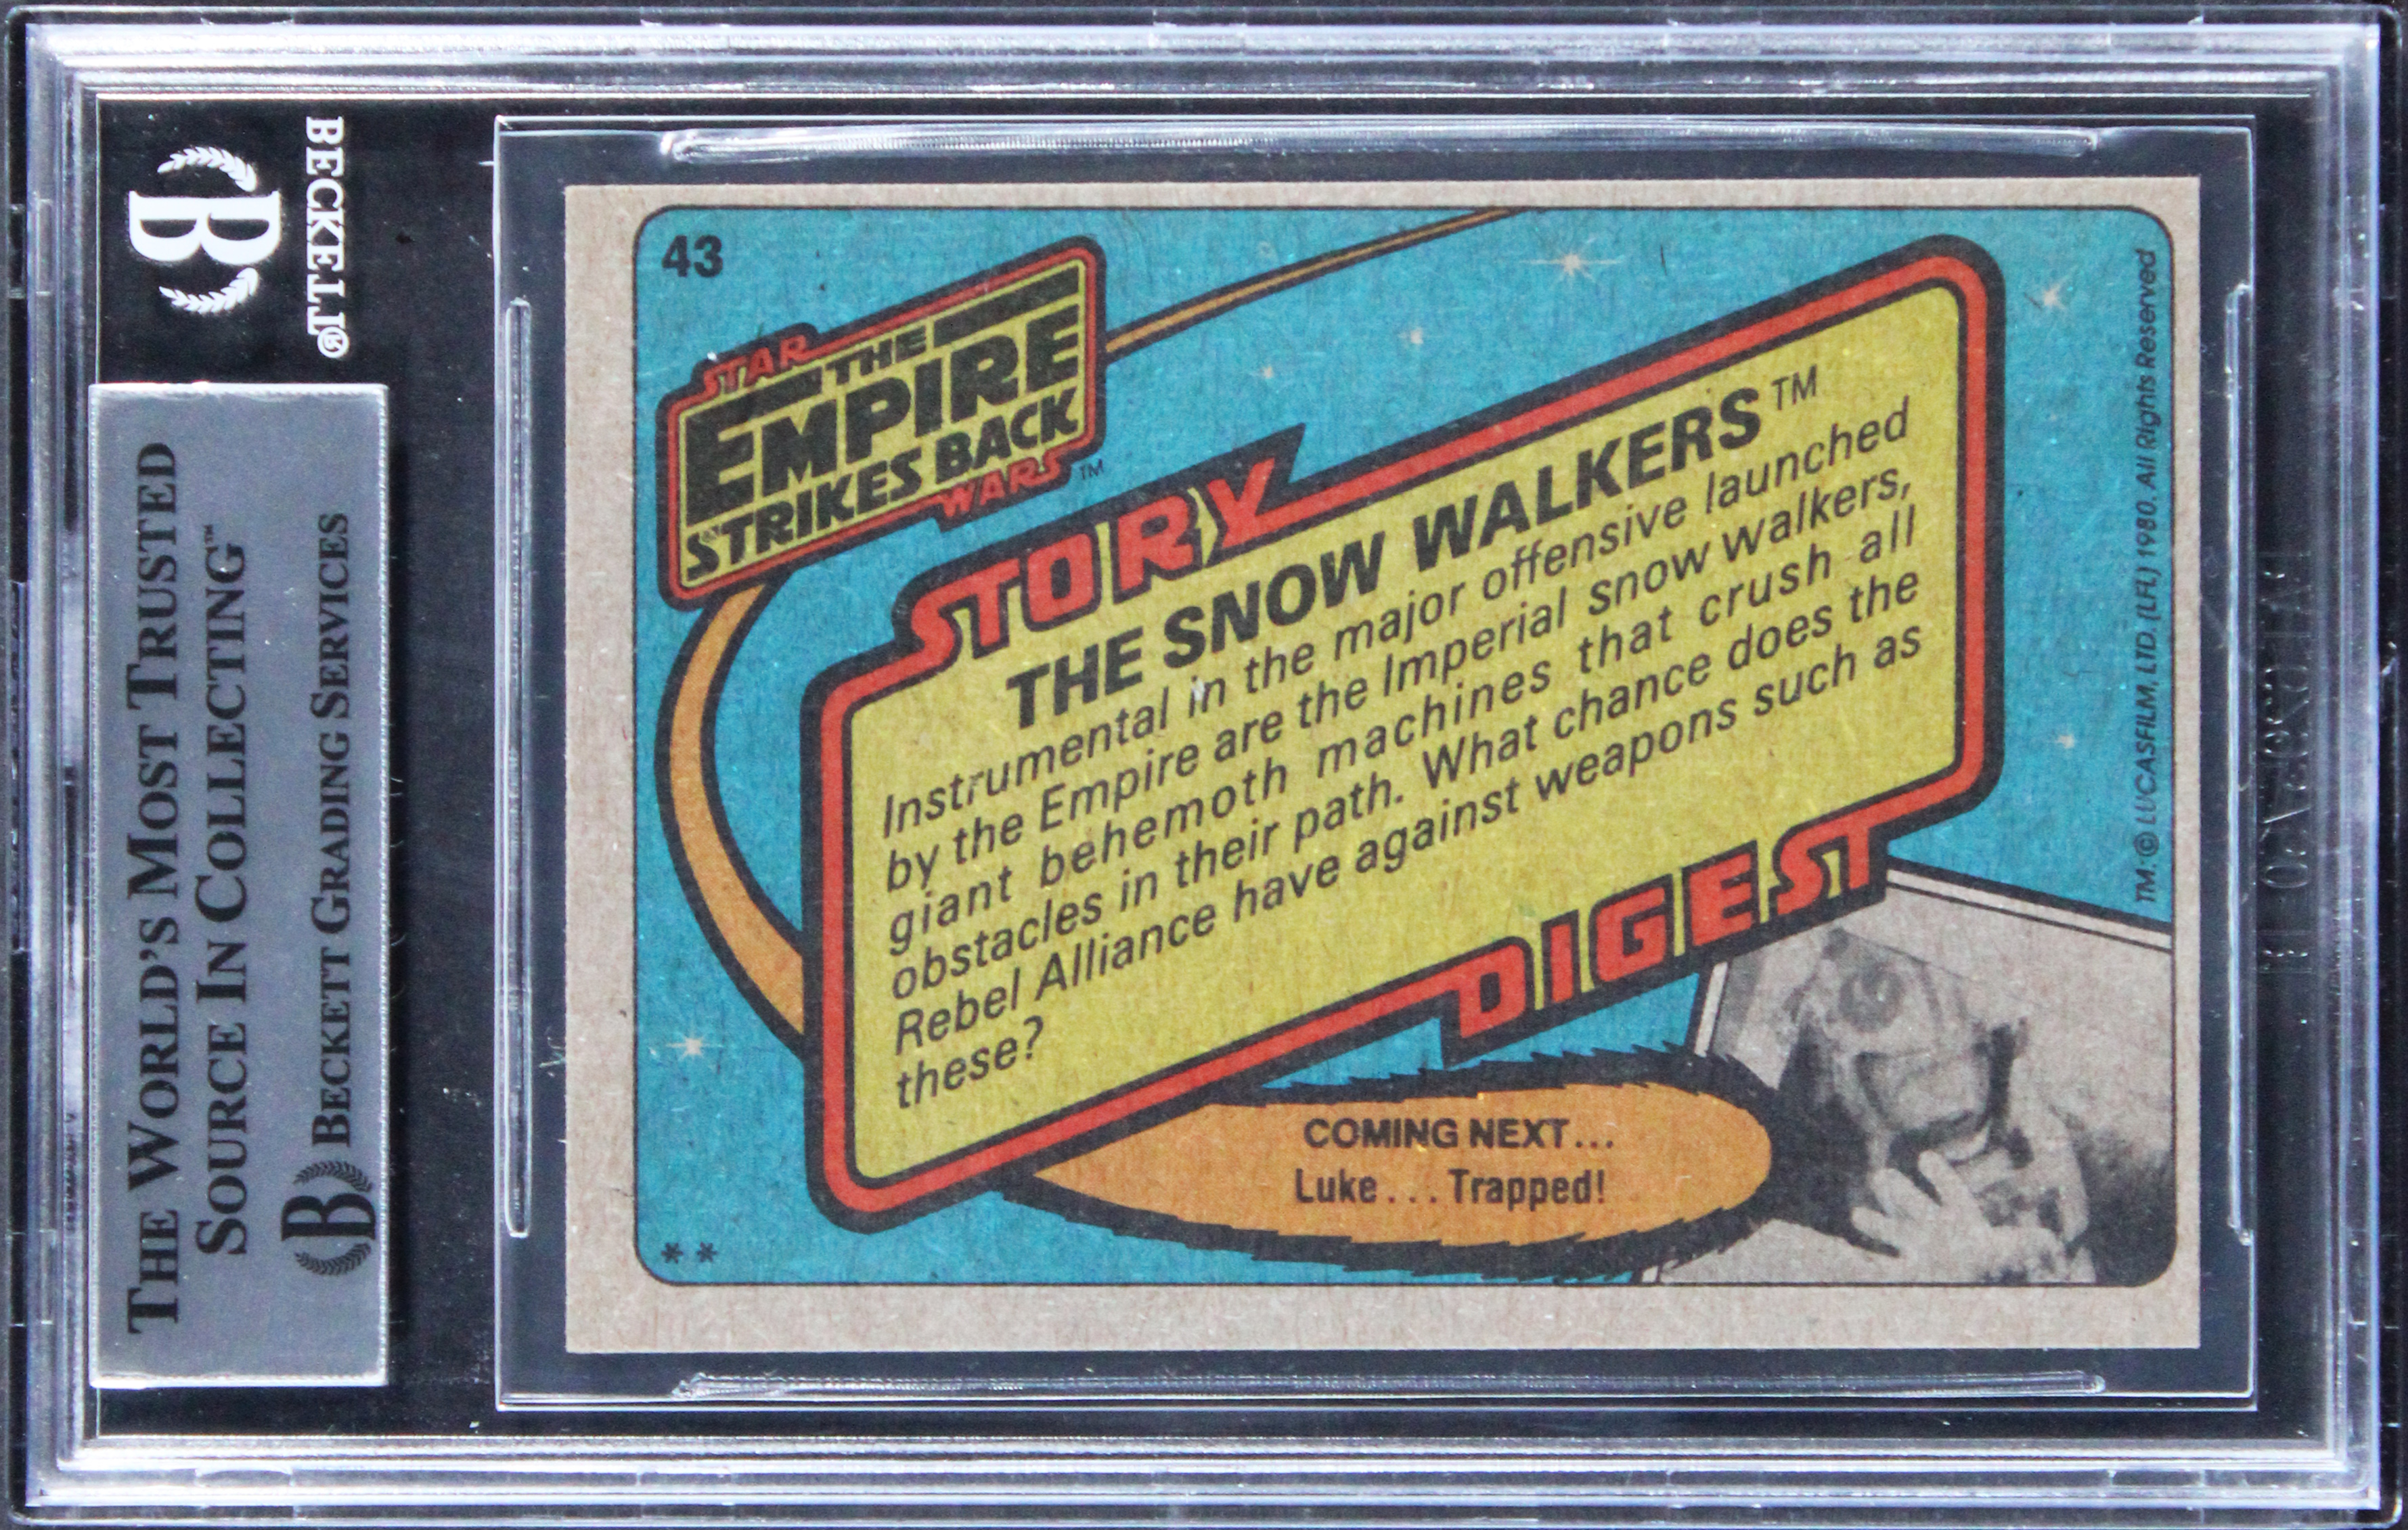 BECKETT®
B
THE WORLD'S MOST TRUSTED
SOURCE IN COLLECTING™
B BECKETT GRADING SERVICES
43
STAR
THE
EMPIRE
STRIKES BACK
WARS™
STORY
THE SNOW WALKERS™
Instrumental in the major offensive launched
by the Empire are the Imperial snow walkers,
giant behemoth machines that crush all
obstacles in their path. What chance does the
Rebel Alliance have against weapons such as
these?
DIGEST
COMING NEXT...
Luke... Trapped!
**
TM: © LUCASFILM, LTD. (LFL) 1980. All Rights Reserved